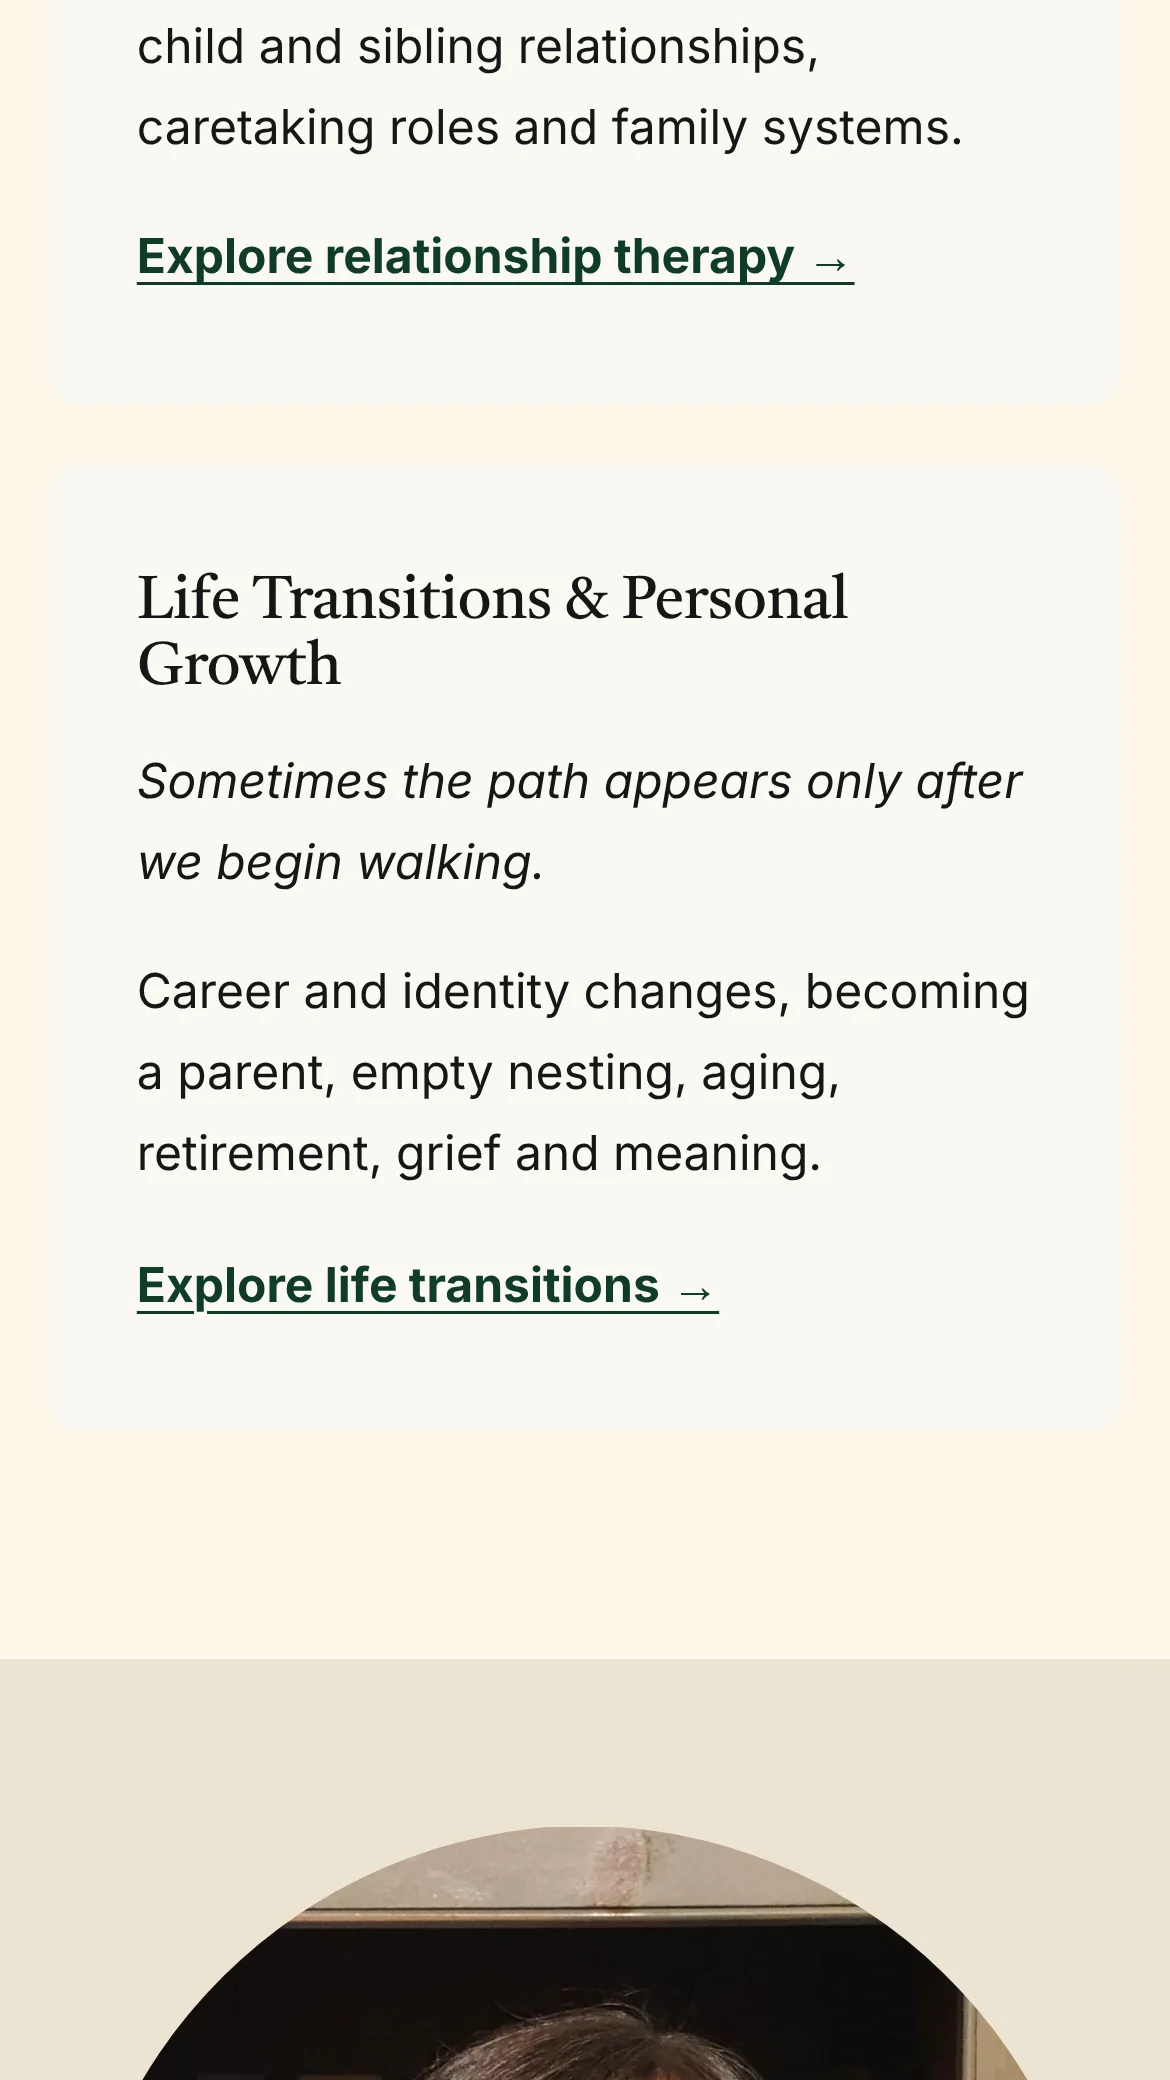 child and sibling relationships,
caretaking roles and family systems.
Explore relationship therapy →
Life Transitions & Personal
Growth
Sometimes the path appears only after
we begin walking.
Career and identity changes, becoming
a parent, empty nesting, aging,
retirement, grief and meaning.
Explore life transitions →